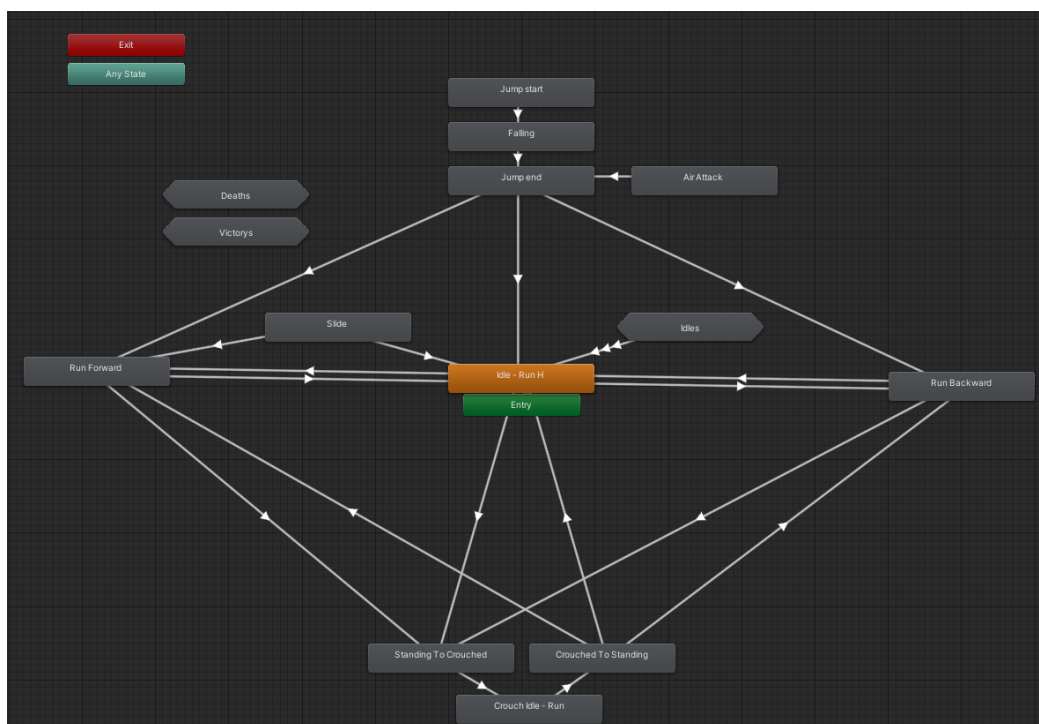 Exit
Any State
Jump start
Falling
Jump end
Air Attack
Deaths
Victorys
Slide
Idles
Run Forward
Idle - Run H
Run Backward
Entry
Standing To Crouched
Crouched To Standing
Crouch Idle - Run